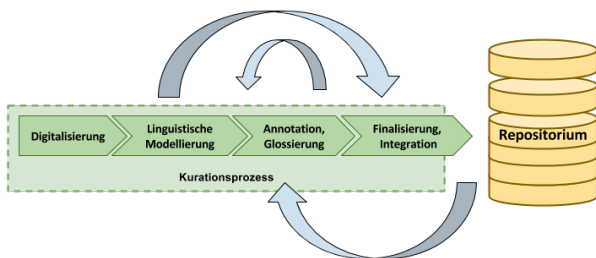 Digitalisierung
Linguistische
Modellierung
Annotation,
Glossierung
Finalisierung,
Integration
Repositorium
Kurationsprozess